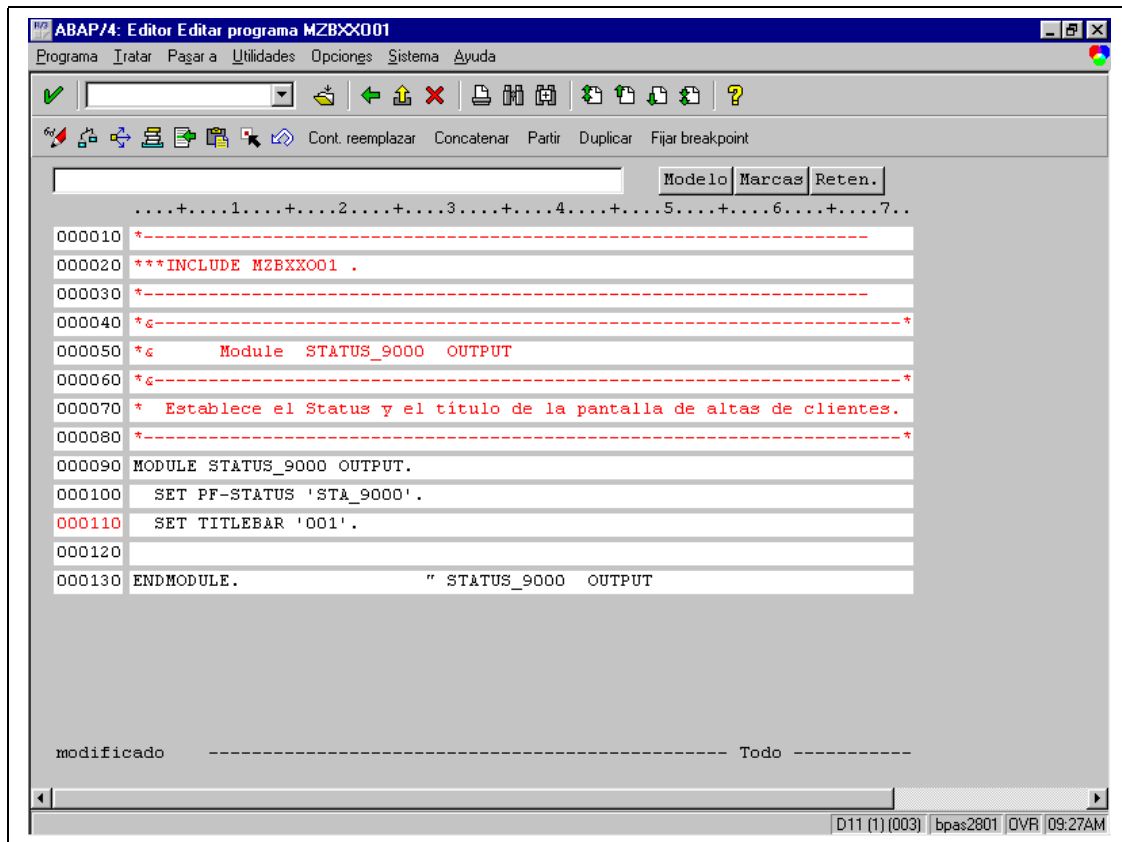 ABAP/4: Editor Editar programa MZBXXO01
Programa Tratar Pasar a Utilidades Opciones Sistema Ayuda
Cont. reemplazar Concatenar Partir Duplicar Fijar breakpoint
Modelo Marcas Reten.
....+....1....+....2....+....3....+....4....+....5....+....6....+....7..
000010 *-------------------------------------------------------------------
000020 ***INCLUDE MZBXXO01 .
000030 *-------------------------------------------------------------------
000040 *&---------------------------------------------------------------------*
000050 *&      Module  STATUS_9000  OUTPUT
000060 *&---------------------------------------------------------------------*
000070 *  Establece el Status y el título de la pantalla de altas de clientes.
000080 *----------------------------------------------------------------------*
000090 MODULE STATUS_9000 OUTPUT.
000100   SET PF-STATUS 'STA_9000'.
000110   SET TITLEBAR '001'.
000120
000130 ENDMODULE.                 " STATUS_9000  OUTPUT
modificado ------------------------------------------------ Todo -----------
D11 (1) (003) bpas2801 OVR 09:27AM